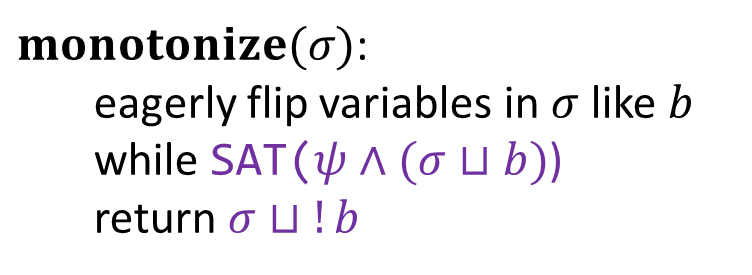 monotonize(σ):
eagerly flip variables in σ like b
while SAT(ψ ∧ (σ ⊔ b))
return σ ⊔ !b